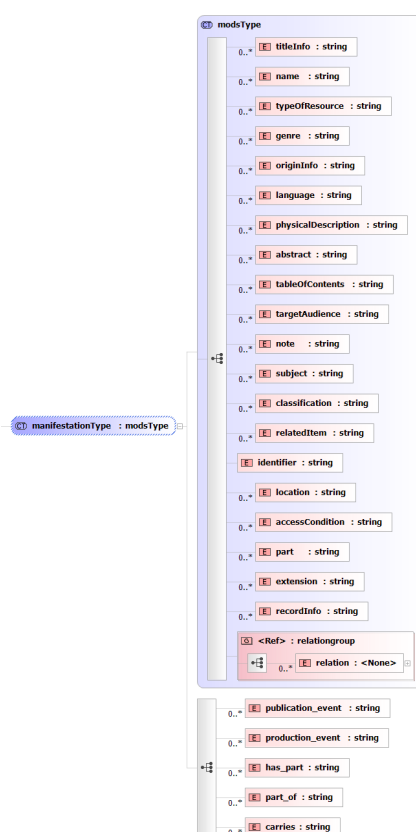 CT modsType
E titleInfo : string
0..*
E name : string
0..*
E typeOfResource : string
0..*
E genre : string
0..*
E originInfo : string
0..*
E language : string
0..*
E physicalDescription : string
0..*
E abstract : string
0..*
E tableOfContents : string
0..*
E targetAudience : string
0..*
E note : string
0..*
E subject : string
0..*
E classification : string
0..*
CT manifestationType : modsType
E relatedItem : string
0..*
E identifier : string
E location : string
0..*
E accessCondition : string
0..*
E part : string
0..*
E extension : string
0..*
E recordInfo : string
0..*
G <Ref> : relationgroup
E relation : <None>
0..*
E publication_event : string
0..*
E production_event : string
0..*
E has_part : string
0..*
E part_of : string
0..*
E carries : string
0..*